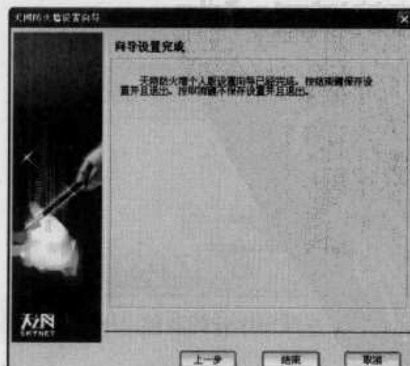 天网防火墙设置向导
向导设置完成
天网防火墙个人版设置向导已经完成。按结束键保存设
置并且退出。按取消键不保存设置并且退出。
天网
SKYNET
上一步
结束
取消